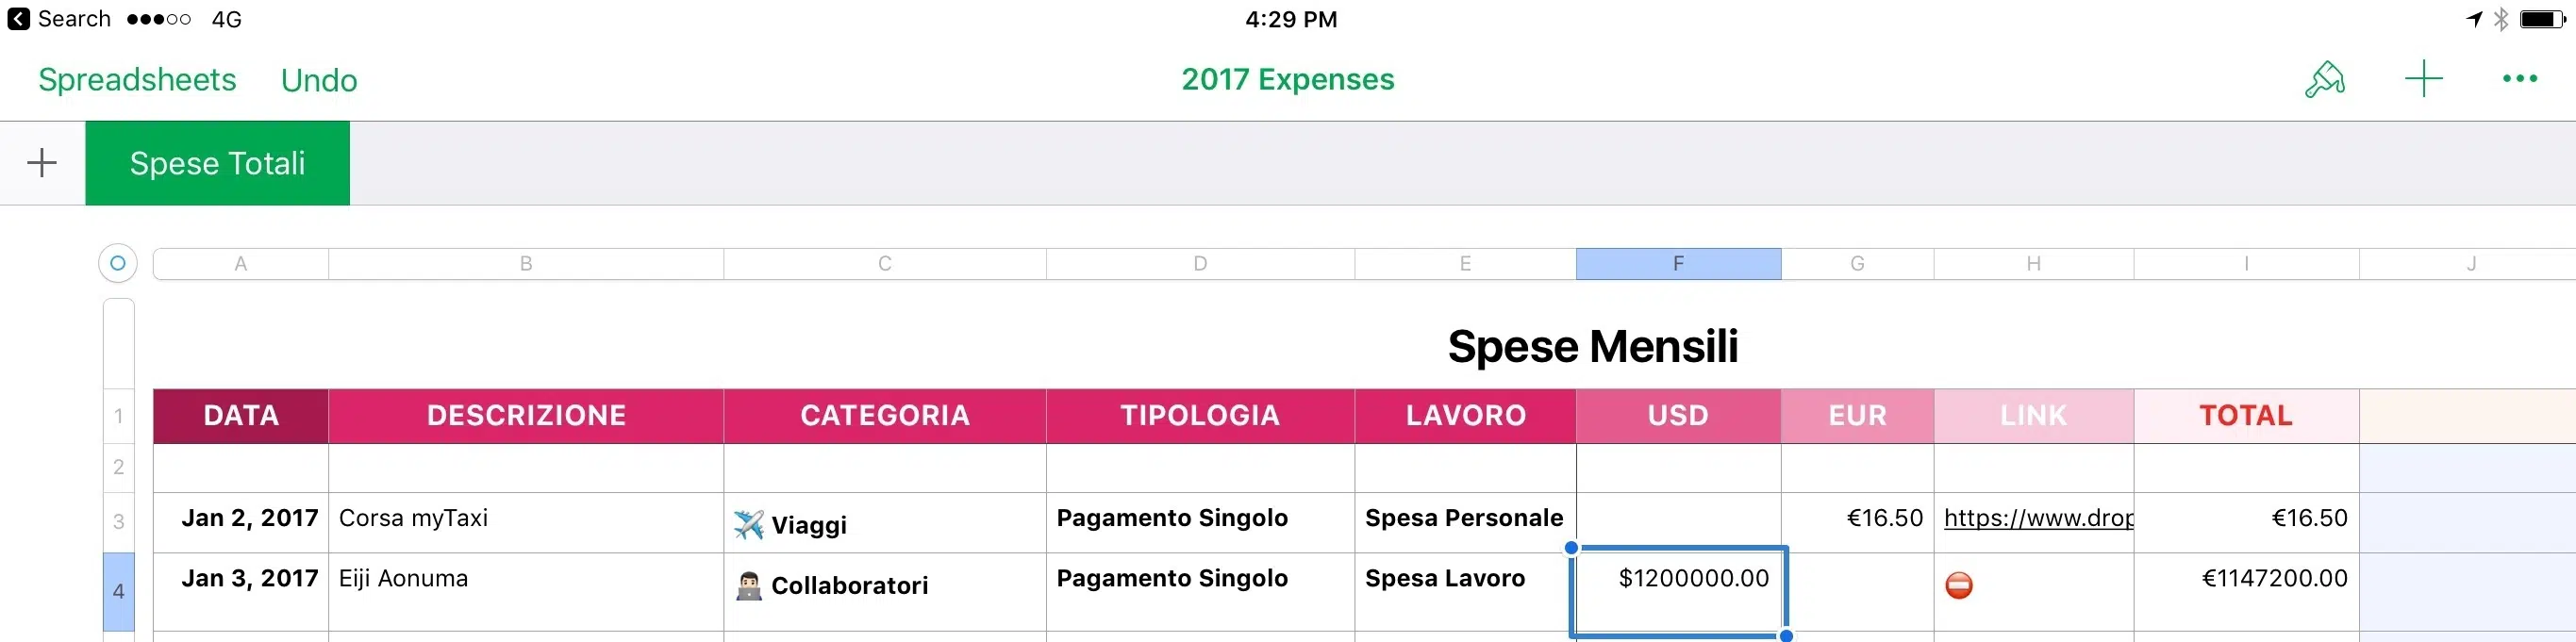 Search 4G 4:29 PM
Spreadsheets Undo 2017 Expenses
Spese Totali
A B C D E F G H I J
Spese Mensili
1 DATA DESCRIZIONE CATEGORIA TIPOLOGIA LAVORO USD EUR LINK TOTAL
2
3 Jan 2, 2017 Corsa myTaxi ✈️ Viaggi Pagamento Singolo Spesa Personale €16.50 https://www.drop €16.50
4 Jan 3, 2017 Eiji Aonuma 👨🏻‍💻 Collaboratori Pagamento Singolo Spesa Lavoro $1200000.00 ⛔ €1147200.00